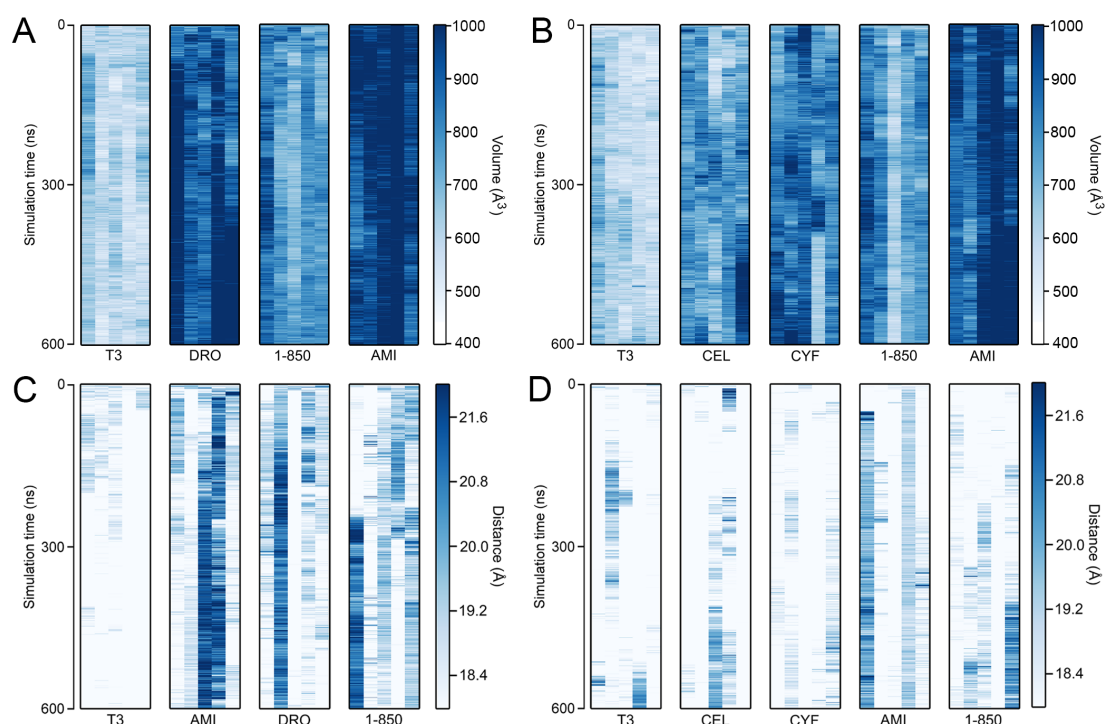 A
Simulation time (ns)
0
300
600
T3
DRO
1-850
AMI
1000
900
800
700
600
500
400
Volume (Å³)
B
Simulation time (ns)
0
300
600
T3
CEL
CYF
1-850
AMI
1000
900
800
700
600
500
400
Volume (Å³)
C
Simulation time (ns)
0
300
600
T3
AMI
DRO
1-850
21.6
20.8
20.0
19.2
18.4
Distance (Å)
D
Simulation time (ns)
0
300
600
T3
CEL
CYF
AMI
1-850
21.6
20.8
20.0
19.2
18.4
Distance (Å)